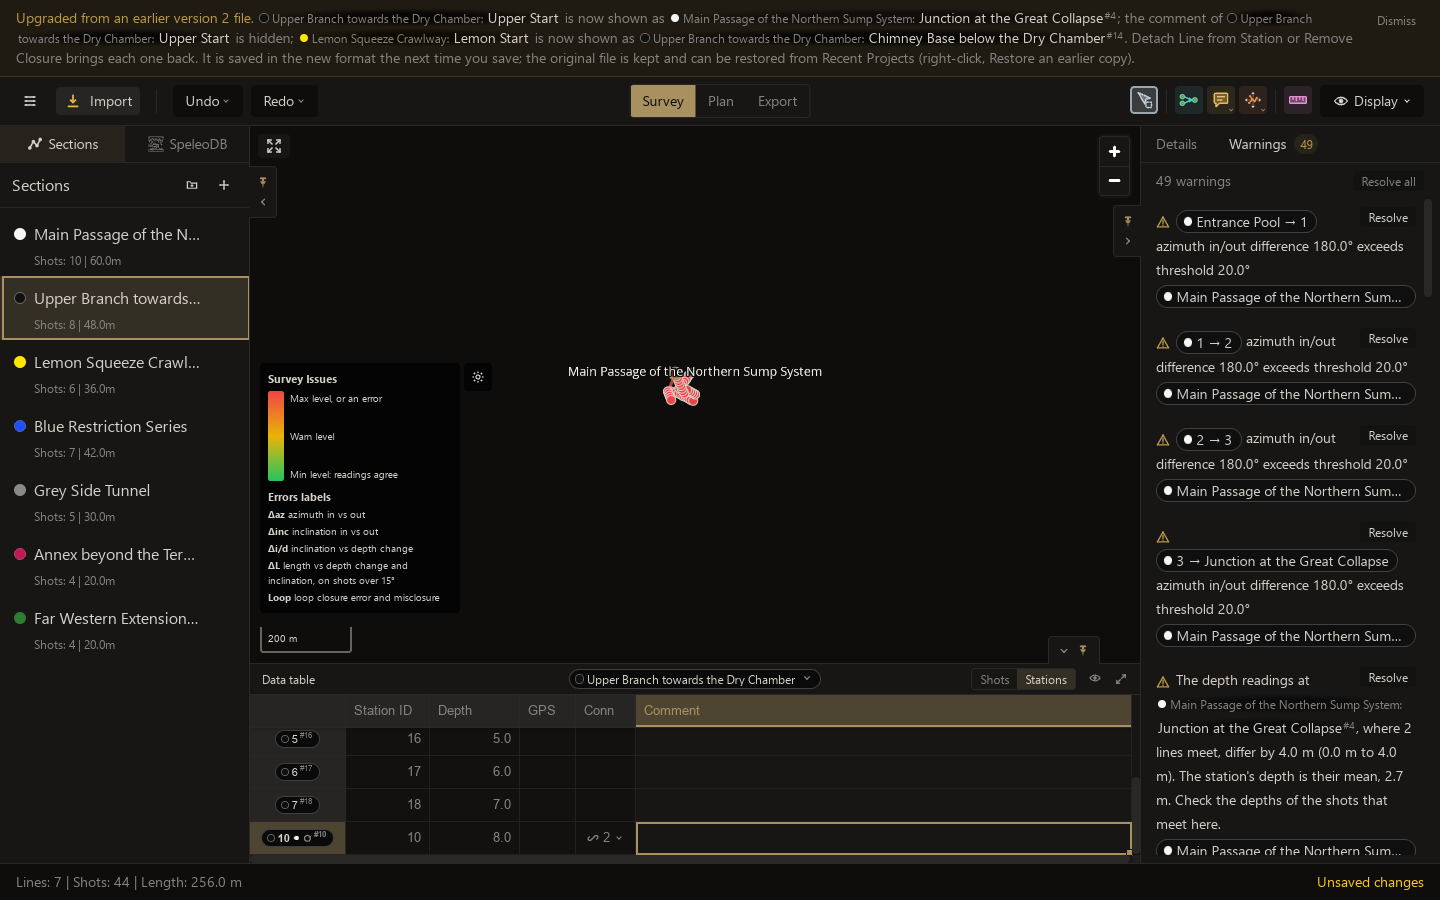 Upgraded from an earlier version 2 file. Upper Branch towards the Dry Chamber: Upper Start is now shown as Main Passage of the Northern Sump System: Junction at the Great Collapse#4; the comment of Upper Branch
towards the Dry Chamber: Upper Start is hidden; Lemon Squeeze Crawlway: Lemon Start is now shown as Upper Branch towards the Dry Chamber: Chimney Base below the Dry Chamber#14. Detach Line from Station or Remove
Closure brings each one back. It is saved in the new format the next time you save; the original file is kept and can be restored from Recent Projects (right-click, Restore an earlier copy).
Dismiss
Import
Undo
Redo
Survey
Plan
Export
Display
Sections
SpeleoDB
Sections
Main Passage of the N...
Shots: 10 | 60.0m
Upper Branch towards...
Shots: 8 | 48.0m
Lemon Squeeze Crawl...
Shots: 6 | 36.0m
Blue Restriction Series
Shots: 7 | 42.0m
Grey Side Tunnel
Shots: 5 | 30.0m
Annex beyond the Ter...
Shots: 4 | 20.0m
Far Western Extension...
Shots: 4 | 20.0m
Main Passage of the Northern Sump System
Survey Issues
Max level, or an error
Warn level
Min level: readings agree
Errors labels
Δaz azimuth in vs out
Δinc inclination in vs out
Δi/d inclination vs depth change
ΔL length vs depth change and
inclination, on shots over 15°
Loop loop closure error and misclosure
200 m
Data table
Upper Branch towards the Dry Chamber
Shots
Stations
Station ID
Depth
GPS
Conn
Comment
5 #16
16
5.0
6 #17
17
6.0
7 #18
18
7.0
10 #10
10
8.0
2
Details
Warnings
49
49 warnings
Resolve all
Entrance Pool → 1
Resolve
azimuth in/out difference 180.0° exceeds
threshold 20.0°
Main Passage of the Northern Sum...
1 → 2 azimuth in/out
Resolve
difference 180.0° exceeds threshold 20.0°
Main Passage of the Northern Sum...
2 → 3 azimuth in/out
Resolve
difference 180.0° exceeds threshold 20.0°
Main Passage of the Northern Sum...
Resolve
3 → Junction at the Great Collapse
azimuth in/out difference 180.0° exceeds
threshold 20.0°
Main Passage of the Northern Sum...
The depth readings at
Resolve
Main Passage of the Northern Sump System:
Junction at the Great Collapse#4, where 2
lines meet, differ by 4.0 m (0.0 m to 4.0
m). The station's depth is their mean, 2.7
m. Check the depths of the shots that
meet here.
Main Passage of the Northern Sum...
Lines: 7 | Shots: 44 | Length: 256.0 m
Unsaved changes